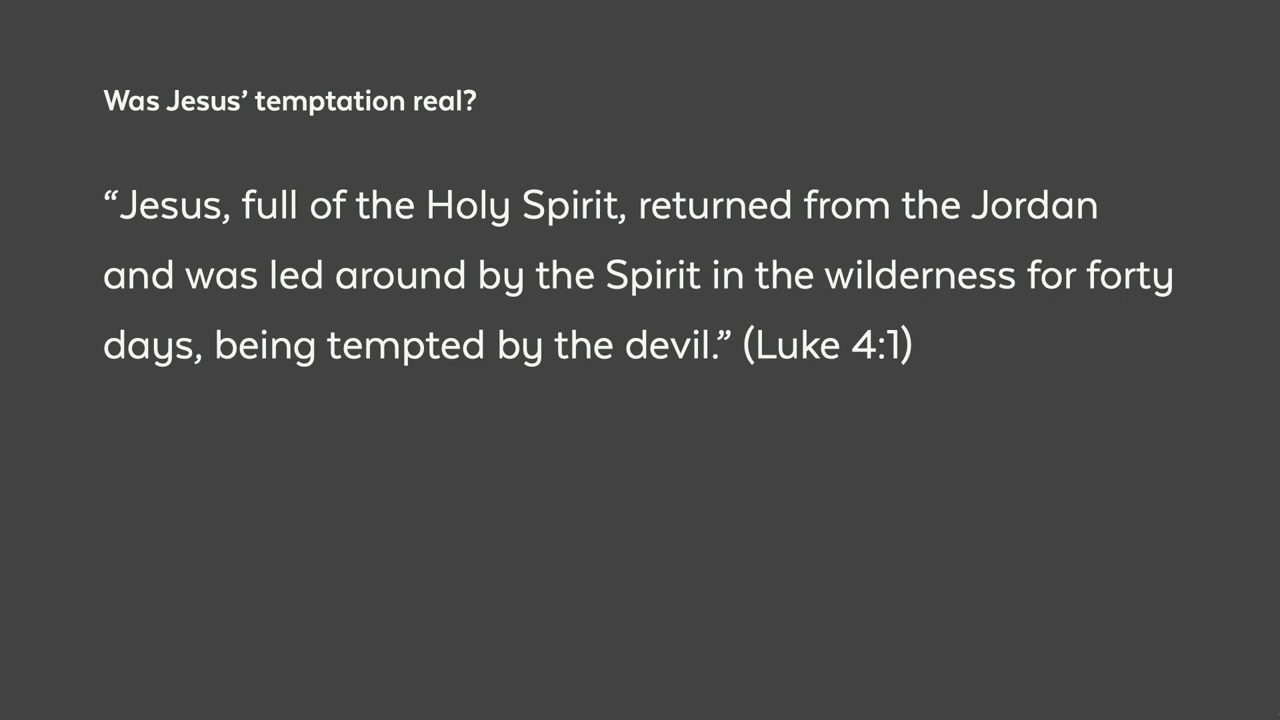 Was Jesus’ temptation real?
“Jesus, full of the Holy Spirit, returned from the Jordan
and was led around by the Spirit in the wilderness for forty
days, being tempted by the devil.” (Luke 4:1)